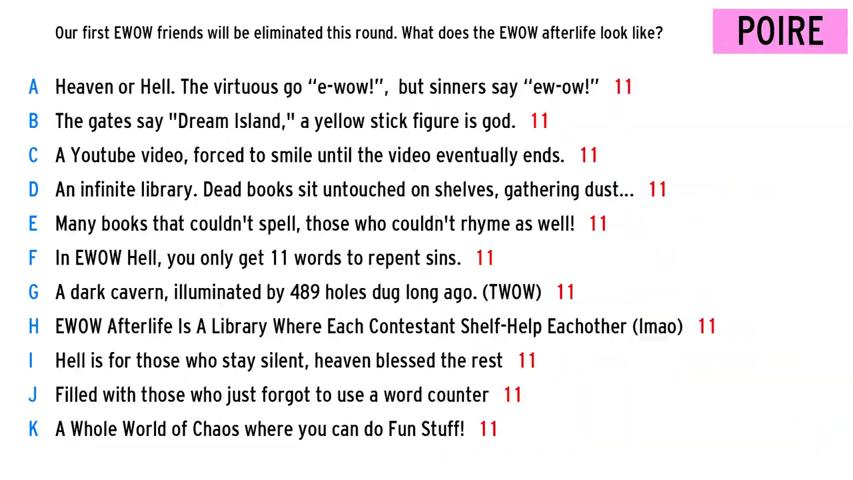 Our first EWOW friends will be eliminated this round. What does the EWOW afterlife look like?
POIRE
A Heaven or Hell. The virtuous go “e-wow!”, but sinners say “ew-ow!” 11
B The gates say "Dream Island," a yellow stick figure is god. 11
C A Youtube video, forced to smile until the video eventually ends. 11
D An infinite library. Dead books sit untouched on shelves, gathering dust... 11
E Many books that couldn't spell, those who couldn't rhyme as well! 11
F In EWOW Hell, you only get 11 words to repent sins. 11
G A dark cavern, illuminated by 489 holes dug long ago. (TWOW) 11
H EWOW Afterlife Is A Library Where Each Contestant Shelf-Help Eachother (lmao) 11
I Hell is for those who stay silent, heaven blessed the rest 11
J Filled with those who just forgot to use a word counter 11
K A Whole World of Chaos where you can do Fun Stuff! 11